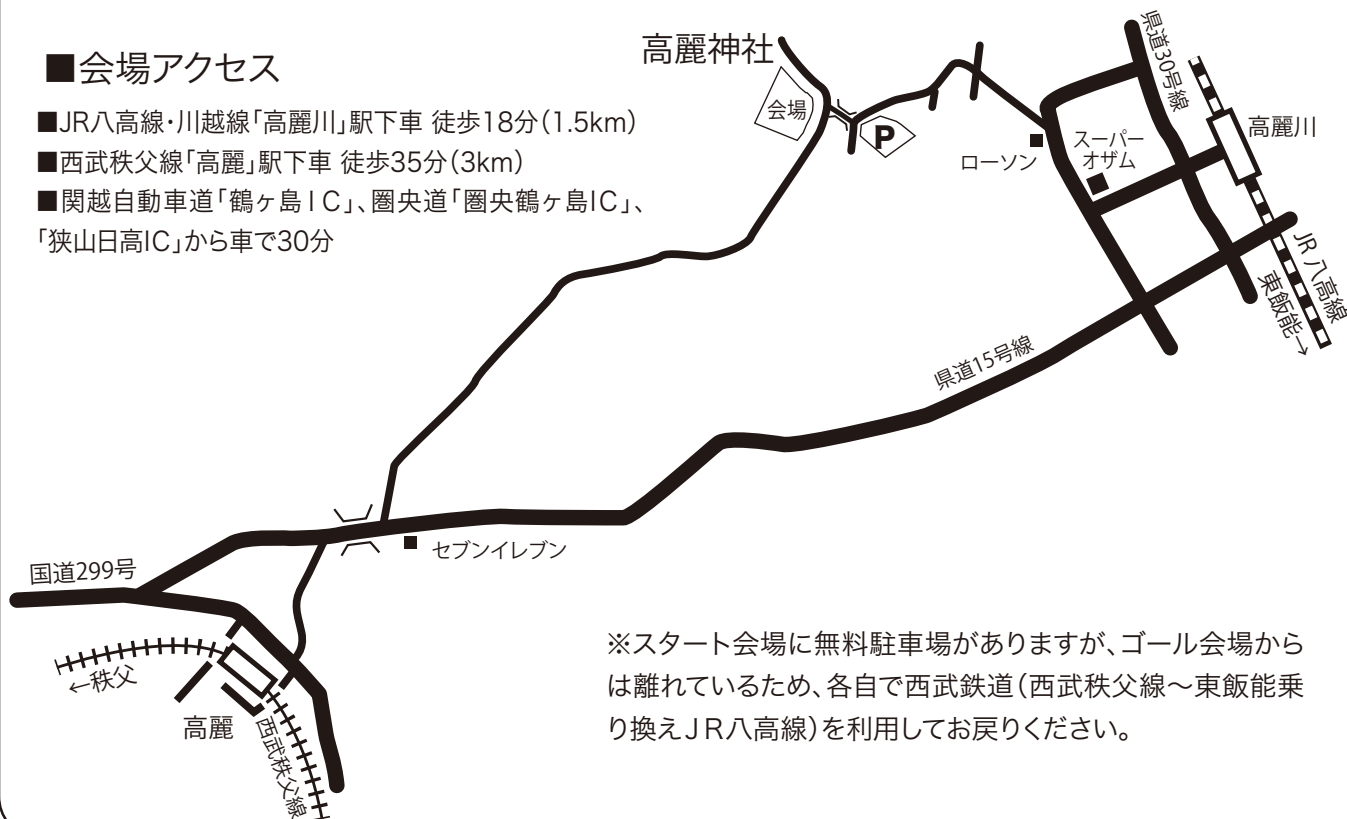 ■会場アクセス
■JR八高線・川越線「高麗川」駅下車 徒歩18分(1.5km)
■西武秩父線「高麗」駅下車 徒歩35分(3km)
■関越自動車道「鶴ヶ島IC」、圏央道「圏央鶴ヶ島IC」、
「狭山日高IC」から車で30分
高麗神社
会場
P
ローソン
スーパー
オザム
県道30号線
高麗川
JR 八高線
東飯能→
県道15号線
セブンイレブン
国道299号
←秩父
高麗
西武秩父線
※スタート会場に無料駐車場がありますが、ゴール会場から
は離れているため、各自で西武鉄道(西武秩父線〜東飯能乗
り換えJR八高線)を利用してお戻りください。